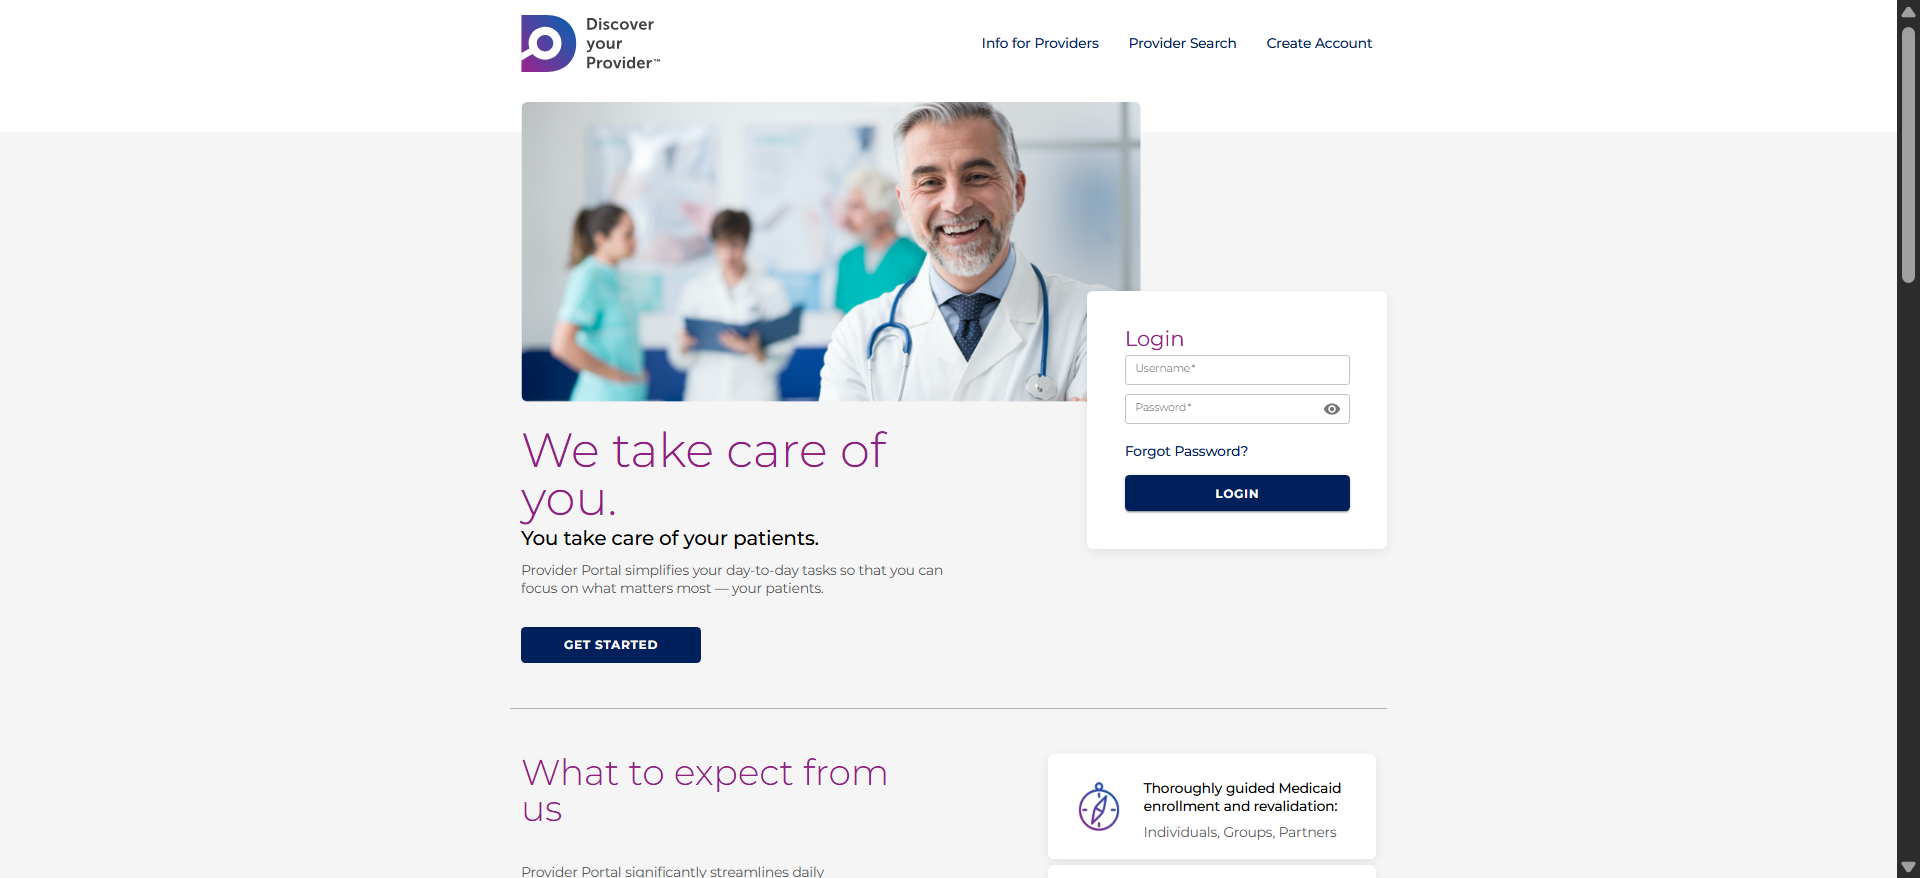 Discover
your
Provider™
Info for Providers
Provider Search
Create Account
Login
Username*
Password*
Forgot Password?
LOGIN
We take care of
you.
You take care of your patients.
Provider Portal simplifies your day-to-day tasks so that you can
focus on what matters most — your patients.
GET STARTED
What to expect from
us
Provider Portal significantly streamlines daily
Thoroughly guided Medicaid
enrollment and revalidation:
Individuals, Groups, Partners